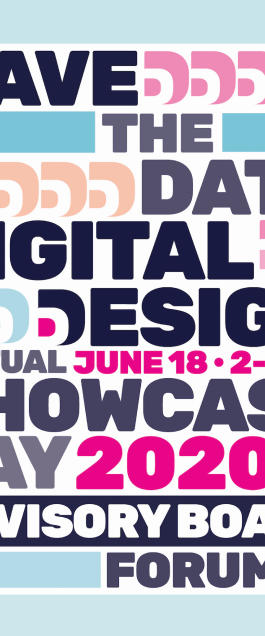 AVE
THE
DAT
IGITAL
DESIG
UAL JUNE 18 • 2-
HOWCAS
AY 2020
VISORY BOA
FORUM